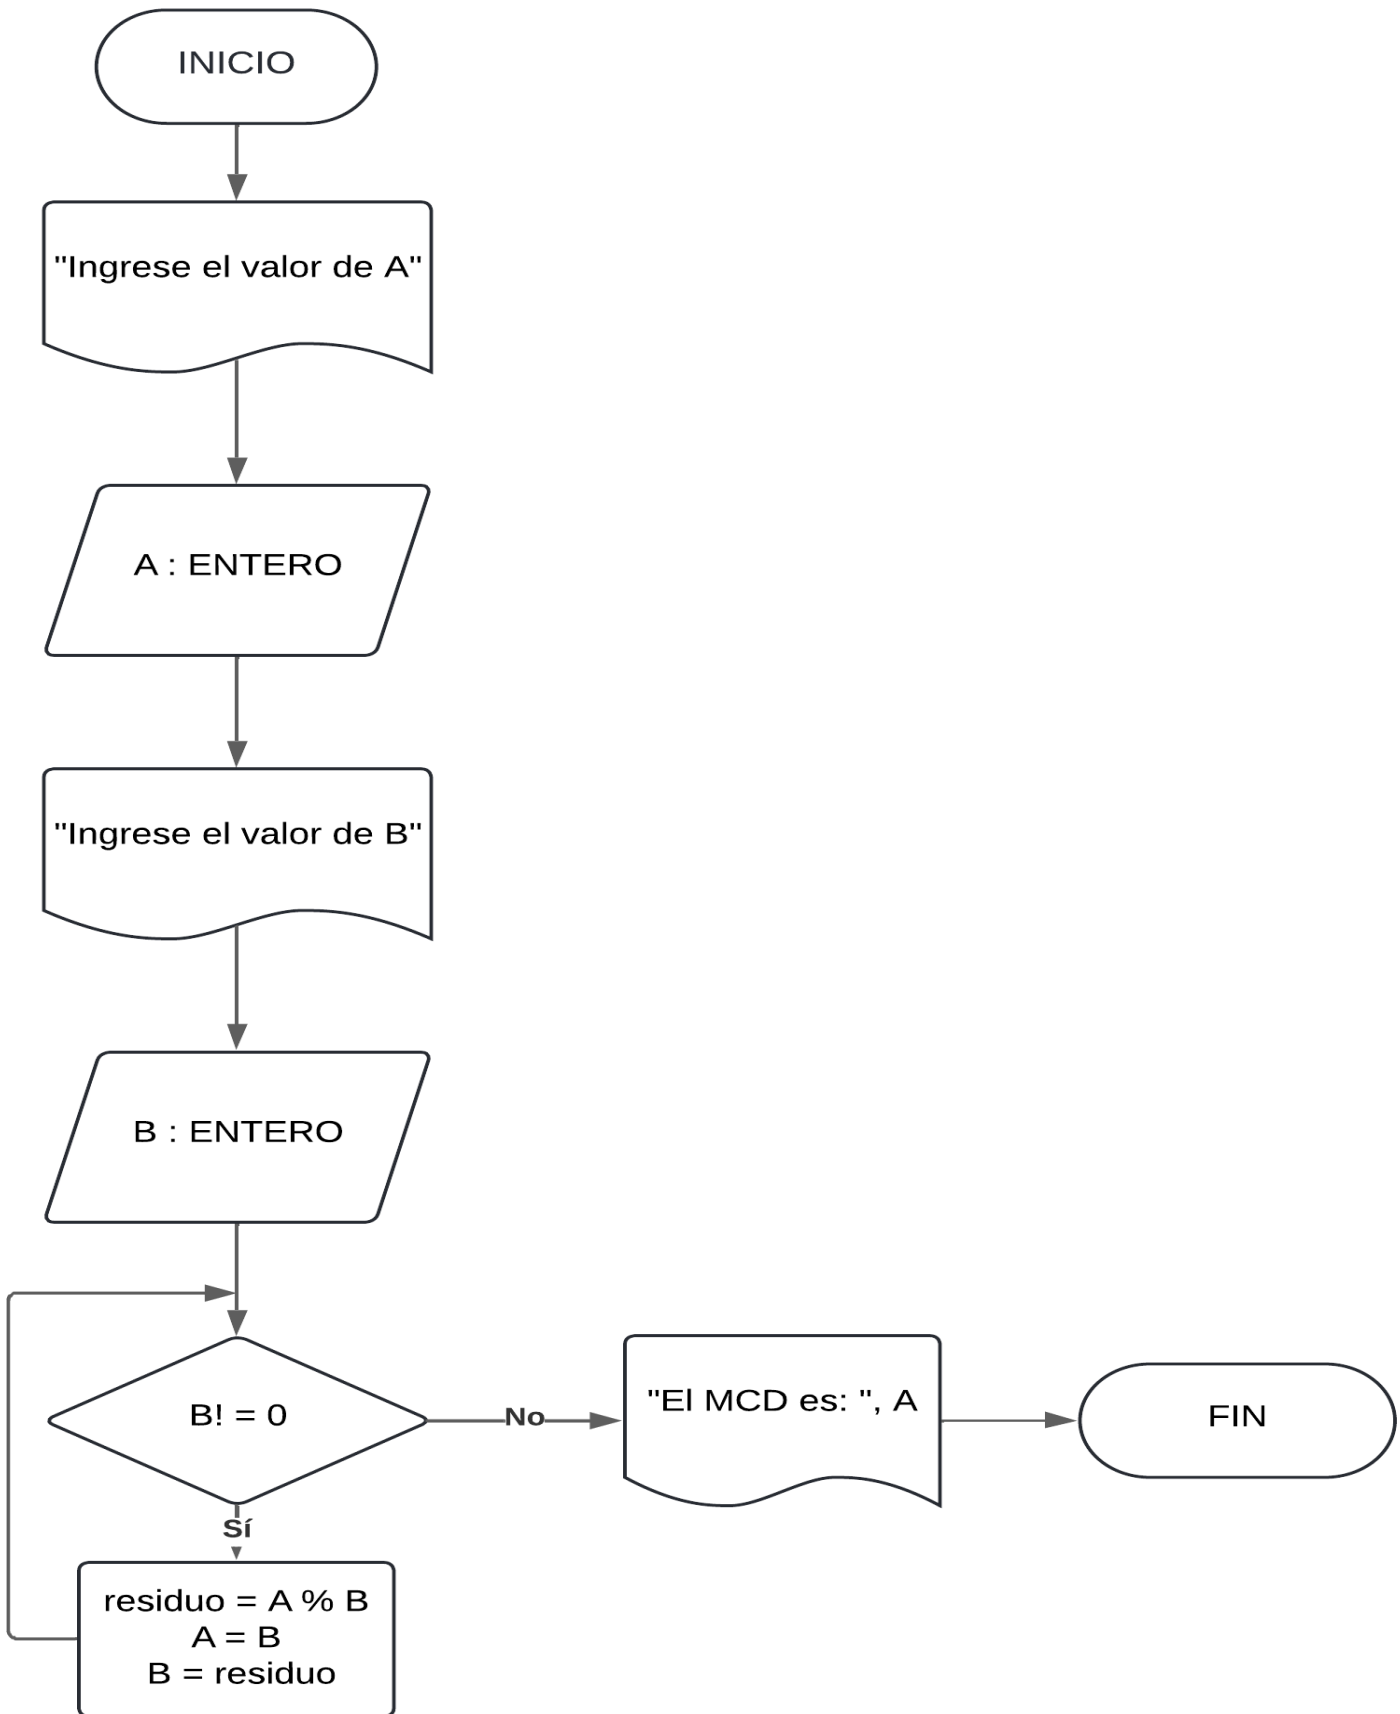 INICIO
"Ingrese el valor de A"
A : ENTERO
"Ingrese el valor de B"
B : ENTERO
B! = 0
No
"El MCD es: ", A
FIN
Sí
residuo = A % B
A = B
B = residuo